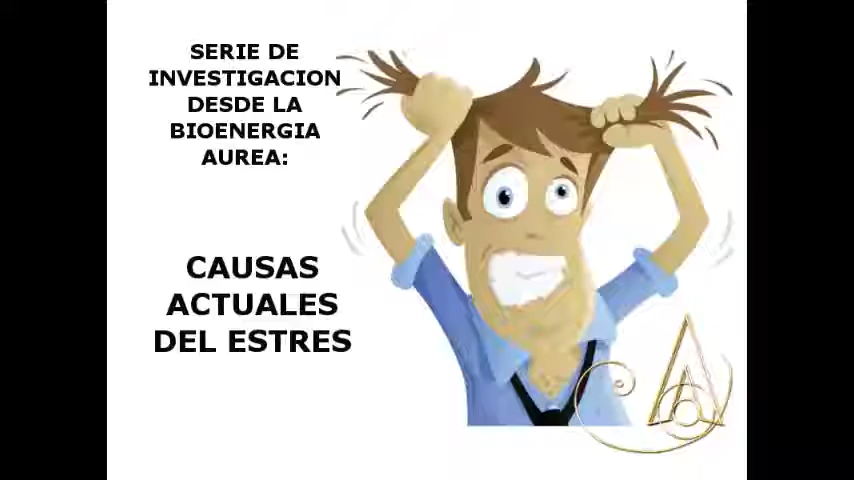 SERIE DE
INVESTIGACION
DESDE LA
BIOENERGIA
AUREA:
CAUSAS
ACTUALES
DEL ESTRES